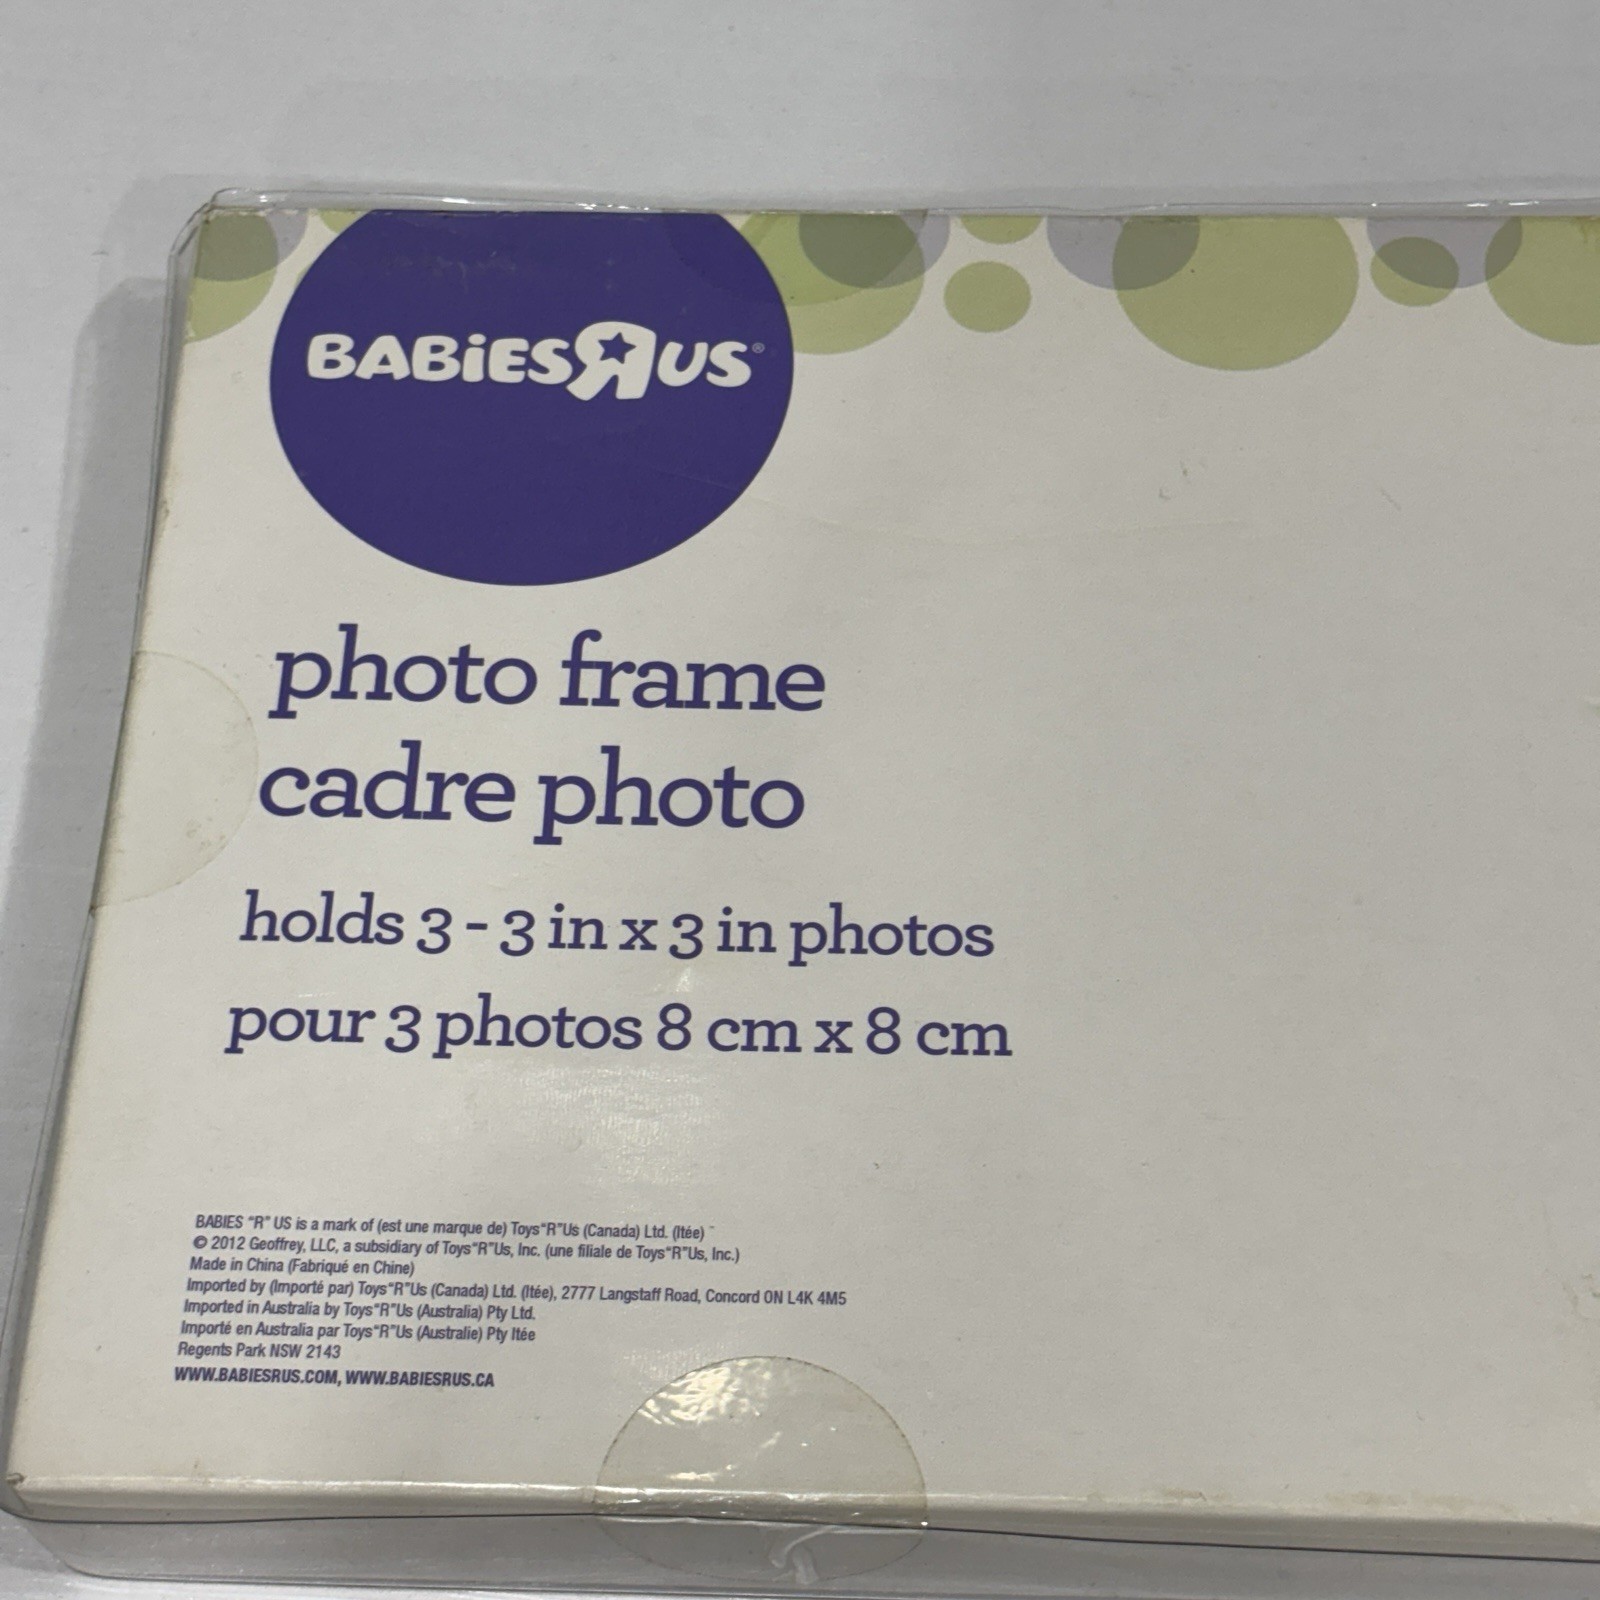 BABiESRUS®
photo frame
cadre photo
holds 3 - 3 in x 3 in photos
pour 3 photos 8 cm x 8 cm
BABIES "R" US is a mark of (est une marque de) Toys"R"Us (Canada) Ltd. (ltée)
© 2012 Geoffrey, LLC, a subsidiary of Toys"R"Us, Inc. (une filiale de Toys"R"Us, Inc.)
Made in China (Fabriqué en Chine)
Imported by (Importé par) Toys"R"Us (Canada) Ltd. (ltée), 2777 Langstaff Road, Concord ON L4K 4M5
Imported in Australia by Toys"R"Us (Australia) Pty Ltd.
Importé en Australia par Toys"R"Us (Australie) Pty ltée
Regents Park NSW 2143
WWW.BABIESRUS.COM, WWW.BABIESRUS.CA